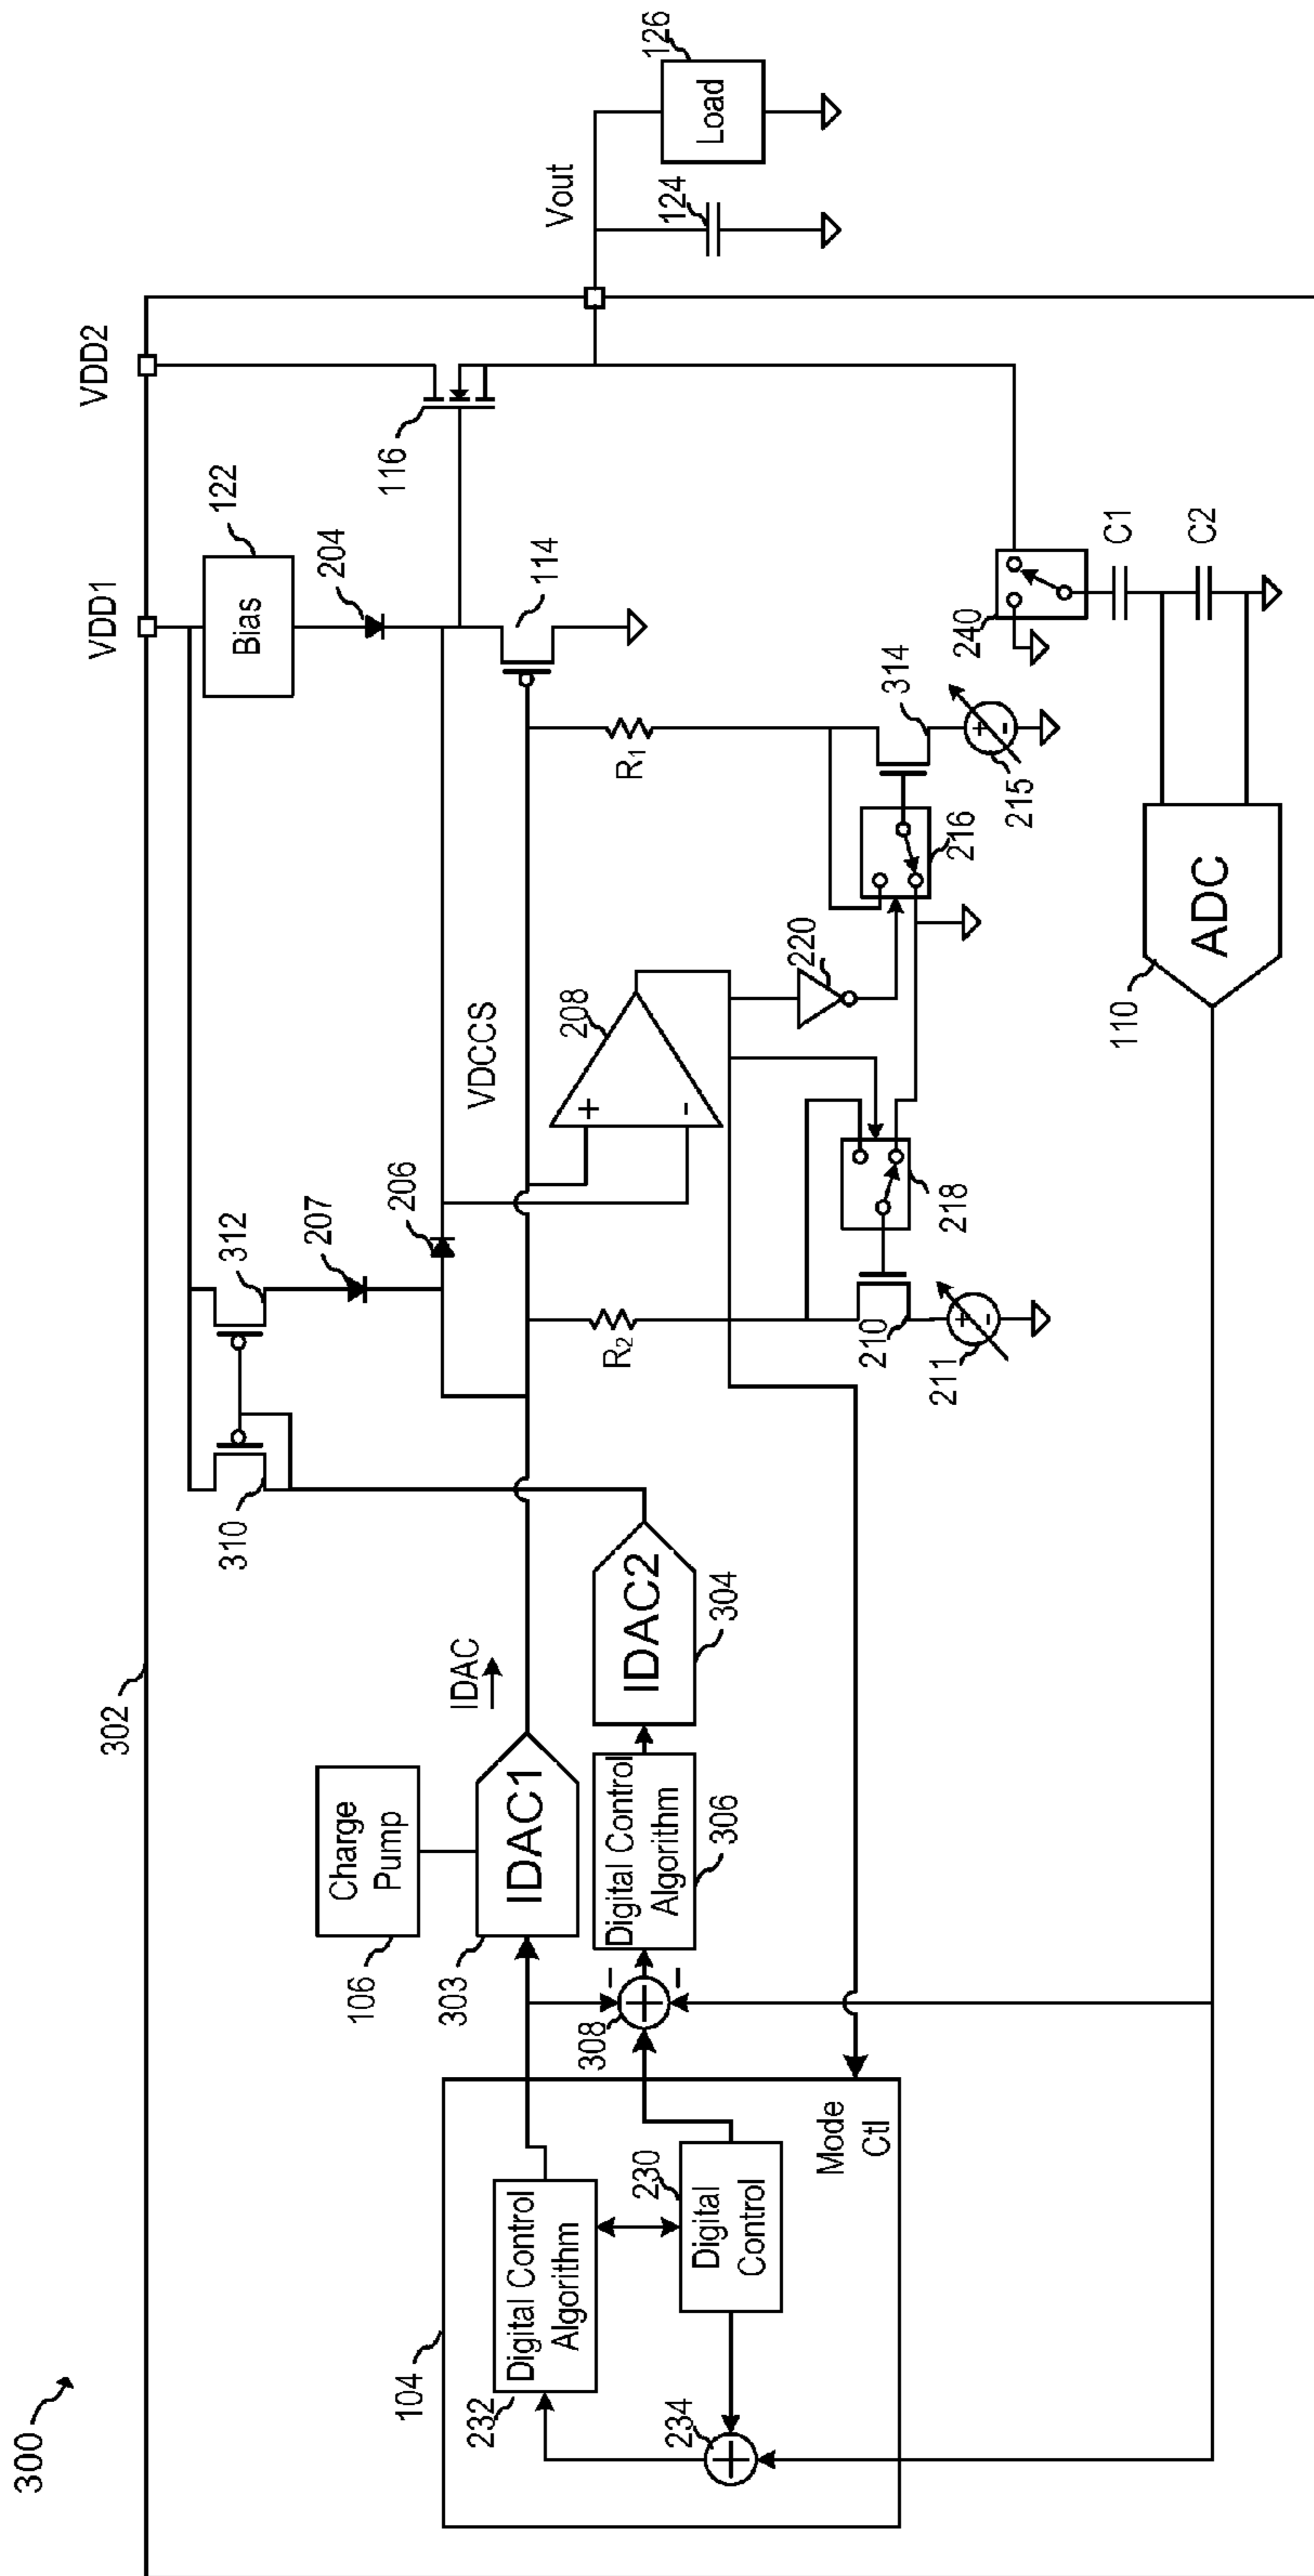 300
302
VDD1
VDD2
104
232
Digital Control
Algorithm
230
Digital
Control
234
Mode
Ctl
106
Charge
Pump
303
IDAC1
IDAC
308
−
−
306
Digital Control
Algorithm
304
IDAC2
310
312
207
206
VDCCS
122
Bias
204
116
114
Vout
124
126
Load
208
+
-
R2
R1
210
211
+
-
218
220
216
314
215
+
-
240
C1
C2
110
ADC